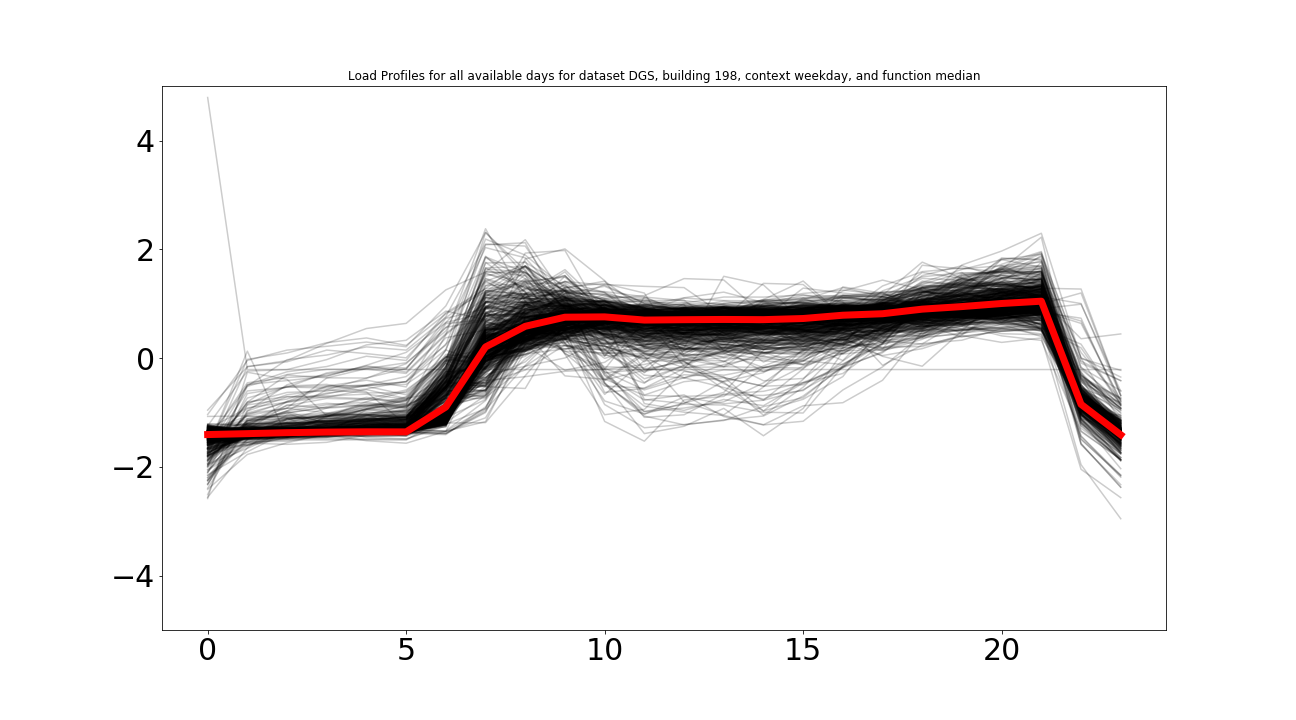 Load Profiles for all available days for dataset DGS, building 198, context weekday, and function median
4
2
0
−2
−4
0 5 10 15 20